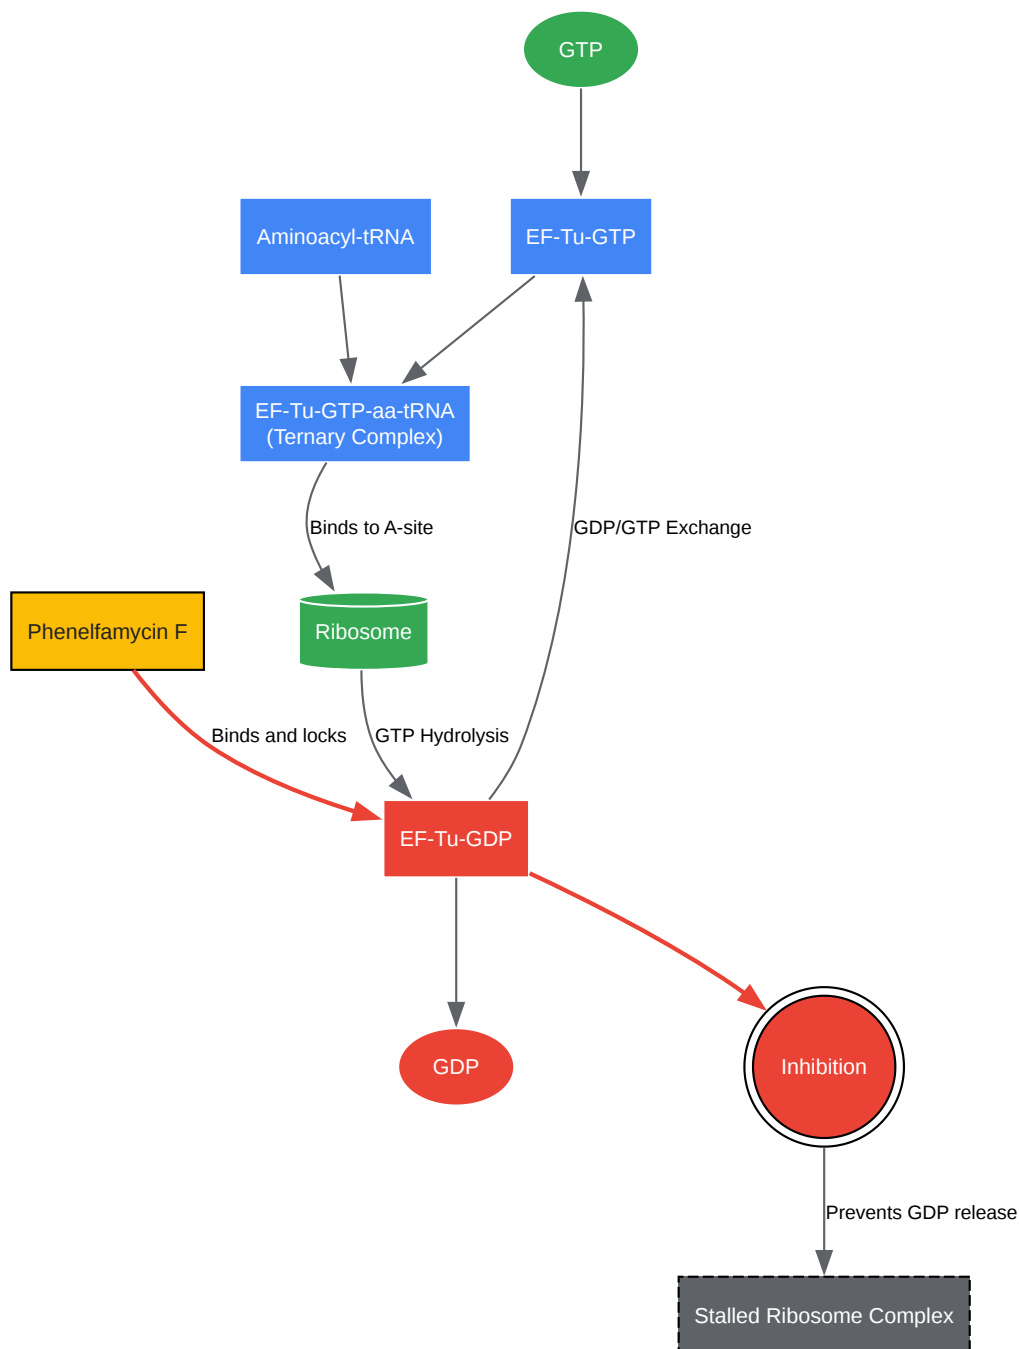 GTP
Aminoacyl-tRNA
EF-Tu-GTP
EF-Tu-GTP-aa-tRNA
(Ternary Complex)
Binds to A-site
GDP/GTP Exchange
Phenelfamycin F
Ribosome
Binds and locks
GTP Hydrolysis
EF-Tu-GDP
GDP
Inhibition
Prevents GDP release
Stalled Ribosome Complex